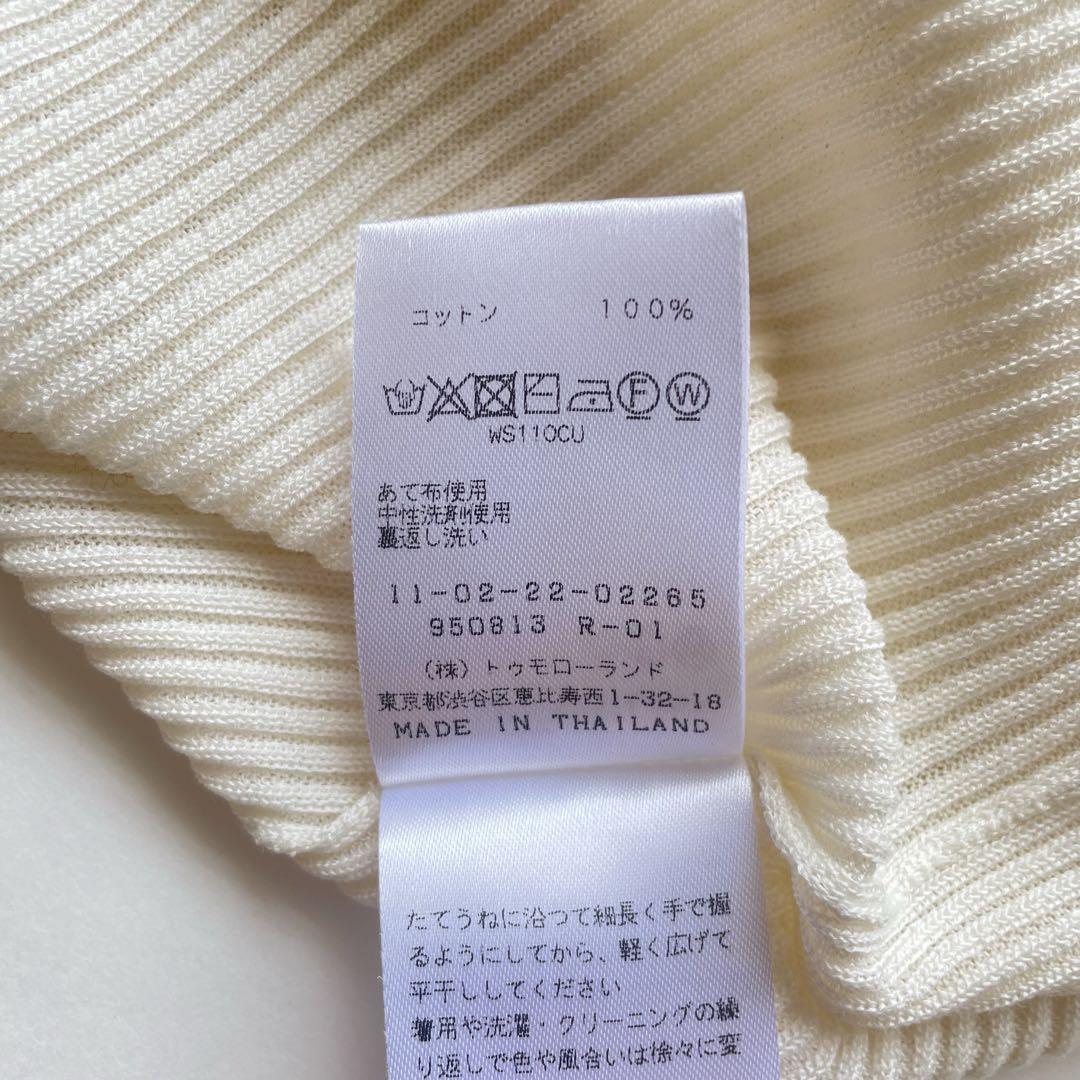 コットン 100%
F W
WS110CU
あて布使用
中性洗剤使用
裏返し洗い
11-02-22-02265
950813 R-01
(株)トゥモローランド
東京都渋谷区恵比寿西1-32-18
MADE IN THAILAND
たてうねに沿つて細長く手で握
るようにしてから、軽く広げて
平干ししてください
着用や洗濯・クリーニングの繰
り返しで色や風合いは徐々に変